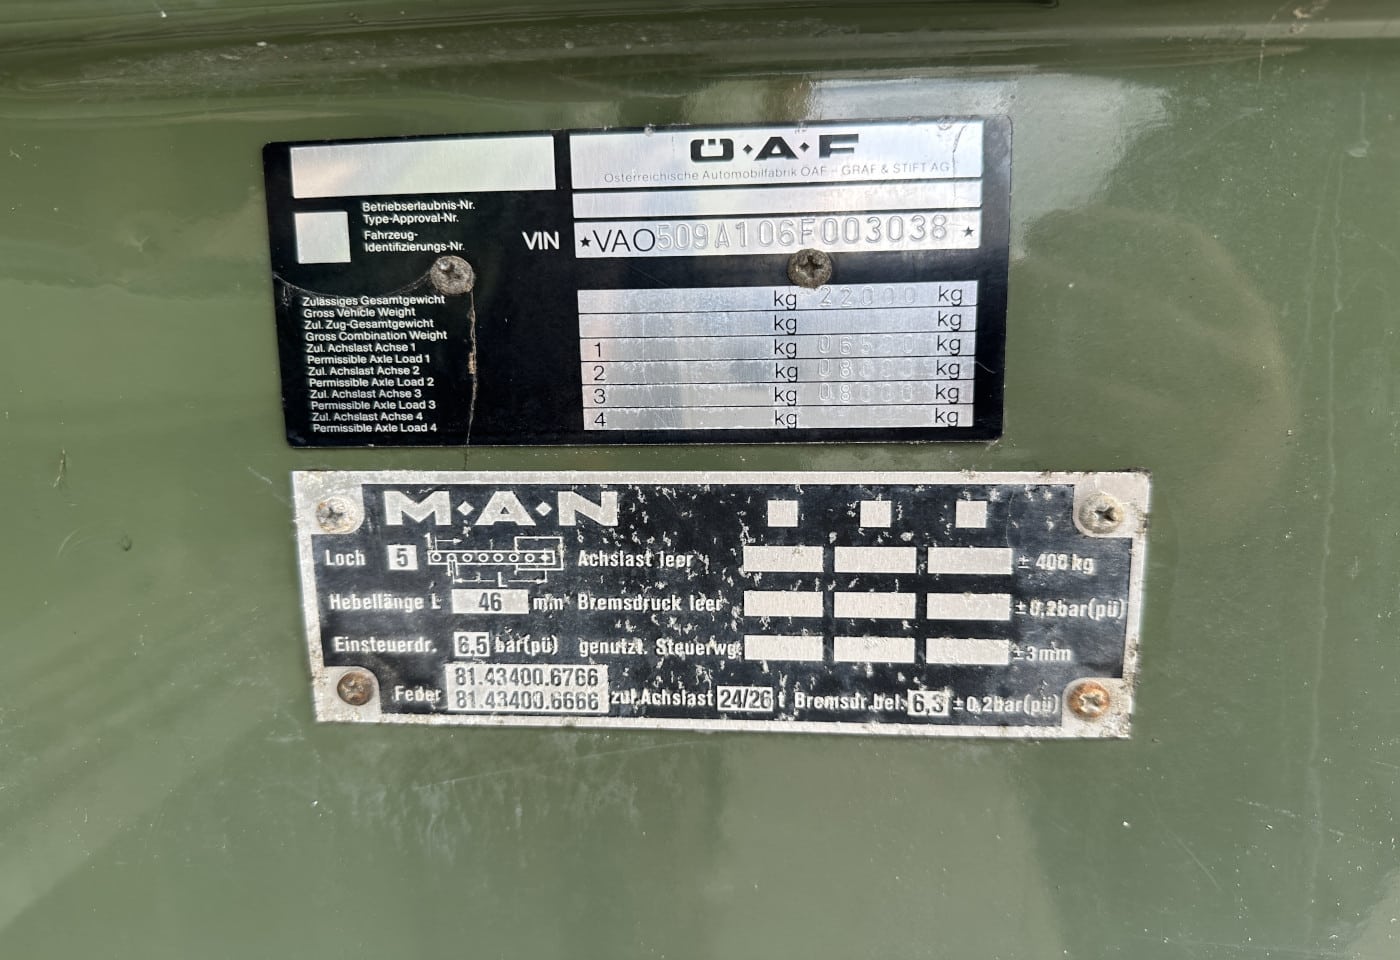 Ö·A·F
Österreichische Automobilfabrik ÖAF - GRÄF & STIFT AG
Betriebserlaubnis-Nr.
Type-Approval-Nr.
Fahrzeug-
Identifizierungs-Nr.
VIN ★VAO509A106F003038★
Zulässiges Gesamtgewicht kg 22000 kg
Gross Vehicle Weight
Zul. Zug-Gesamtgewicht kg kg
Gross Combination Weight
Zul. Achslast Achse 1 1 kg 06500 kg
Permissible Axle Load 1
Zul. Achslast Achse 2 2 kg 08000 kg
Permissible Axle Load 2
Zul. Achslast Achse 3 3 kg 08000 kg
Permissible Axle Load 3
Zul. Achslast Achse 4 4 kg kg
Permissible Axle Load 4
M·A·N
Loch 5 1 L Achslast leer ± 400 kg
Hebellänge L 46 mm Bremsdruck leer ±0,2bar(pü)
Einsteuerdr. 6,5 bar(pü) genutzt. Steuerwg. ±3mm
81.43400.6766
Feder 81.43400.6666 zul.Achslast 24/26 t Bremsdr.bel. 6,3 ±0,2bar(pü)